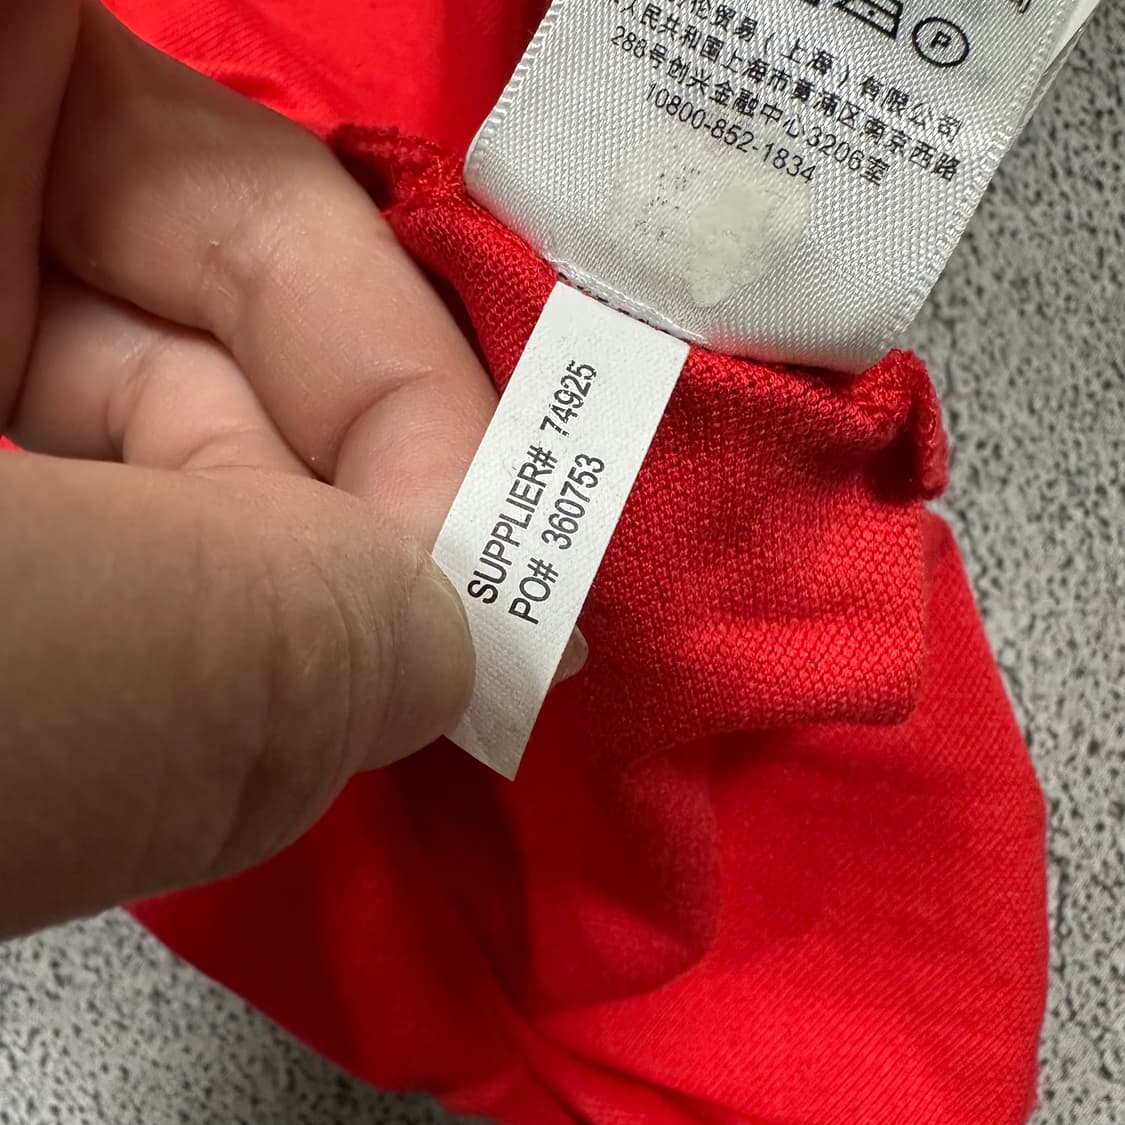 P
伦贸易（上海）有限公司
人民共和国上海市黄浦区南京西路
288号创兴金融中心3206室
10800-852-1834
SUPPLIER# 74925
PO# 360753